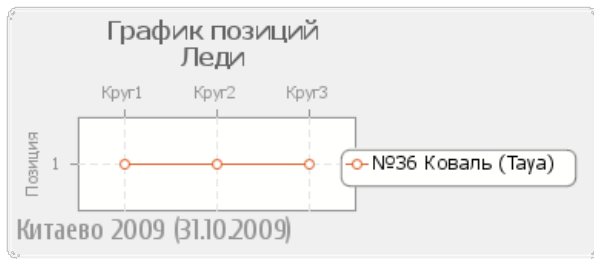 График позиций
Леди
Круг1 Круг2 Круг3
Позиция
1
№36 Коваль (Taya)
Китаево 2009 (31.10.2009)